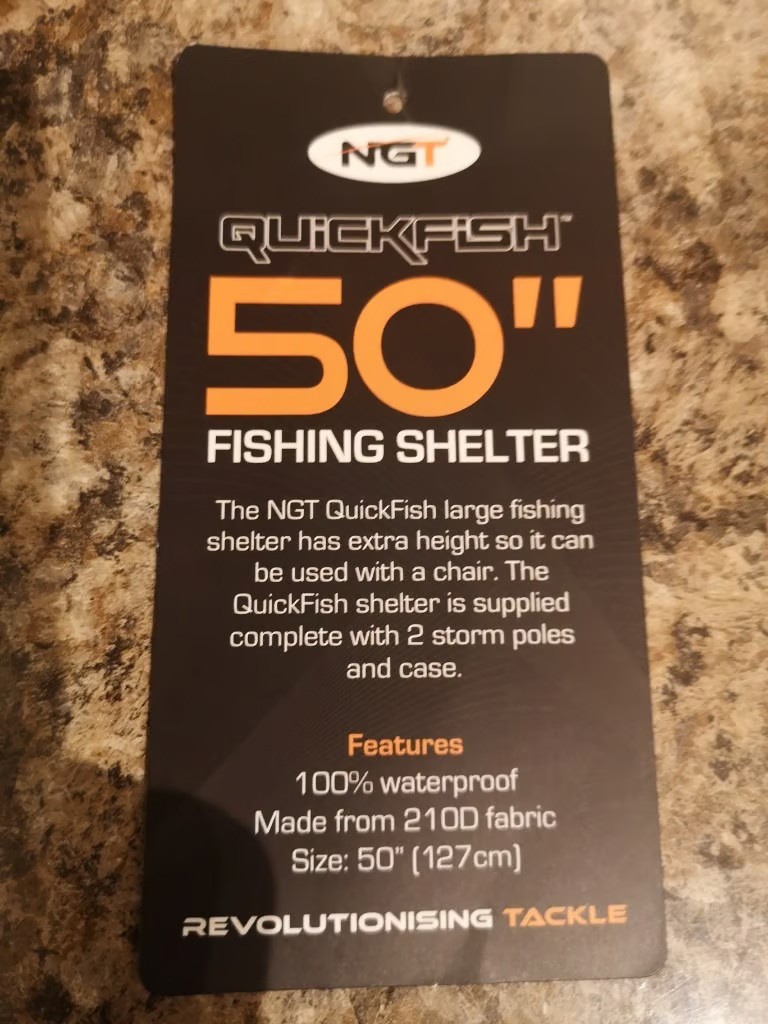 NGT
QUICKFISH™
50"
FISHING SHELTER
The NGT QuickFish large fishing
shelter has extra height so it can
be used with a chair. The
QuickFish shelter is supplied
complete with 2 storm poles
and case.
Features
100% waterproof
Made from 210D fabric
Size: 50" (127cm)
REVOLUTIONISING TACKLE